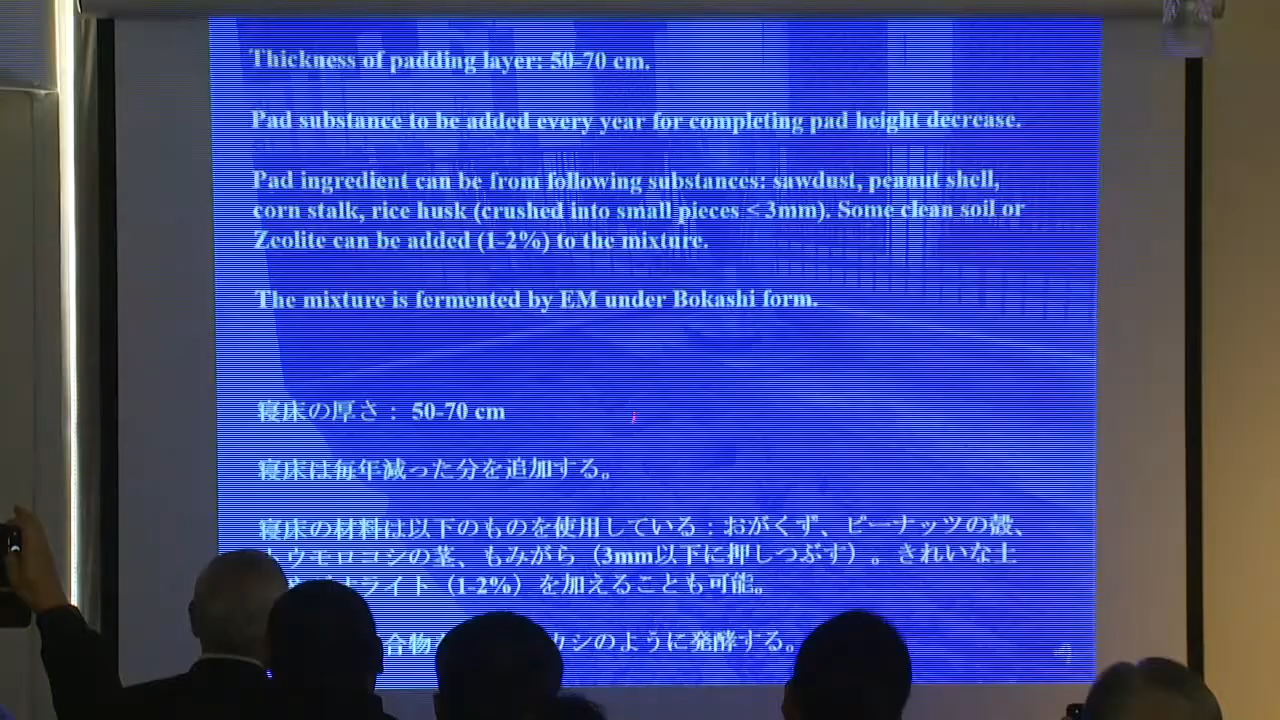 Thickness of padding layer: 50-70 cm.
Pad substance to be added every year for completing pad height decrease.
Pad ingredient can be from following substances: sawdust, peanut shell,
corn stalk, rice husk (crushed into small pieces < 3mm). Some clean soil or
Zeolite can be added (1-2%) to the mixture.
The mixture is fermented by EM under Bokashi form.
寝床の厚さ： 50-70 cm
寝床は毎年減った分を追加する。
寝床の材料は以下のものを使用している：おがくず、ピーナッツの殻、
トウモロコシの茎、もみがら（3mm以下に押しつぶす）。きれいな土
ライト（1-2%）を加えることも可能。
合物 カシのように発酵する。